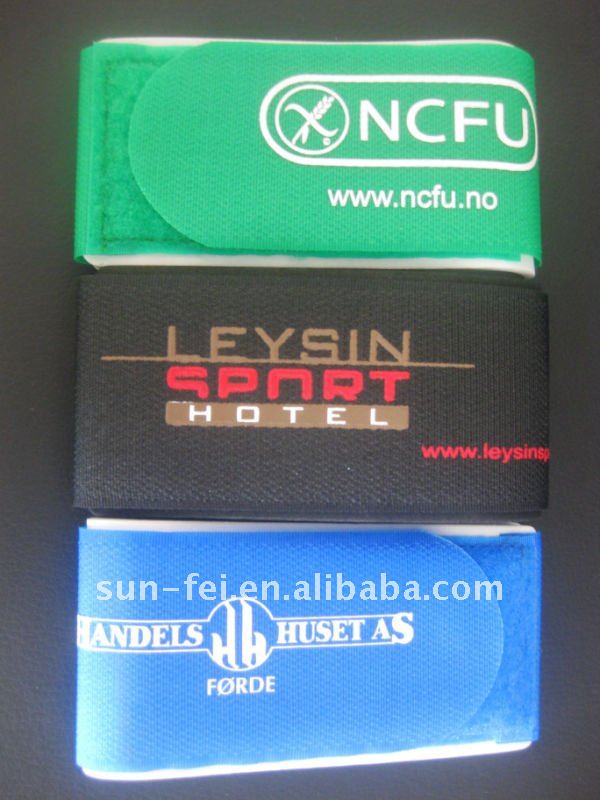 NCFU
www.ncfu.no
LEYSIN
SPORT
HOTEL
www.leysinsp
sun-fei.en.alibaba.com
HANDELS HUSET AS
FØRDE